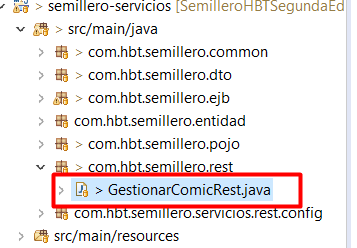 > semillero-servicios [SemilleroHBTSegundaEd
> src/main/java
> com.hbt.semillero.common
> com.hbt.semillero.dto
> com.hbt.semillero.ejb
com.hbt.semillero.entidad
> com.hbt.semillero.pojo
> com.hbt.semillero.rest
> GestionarComicRest.java
com.hbt.semillero.servicios.rest.config
src/main/resources